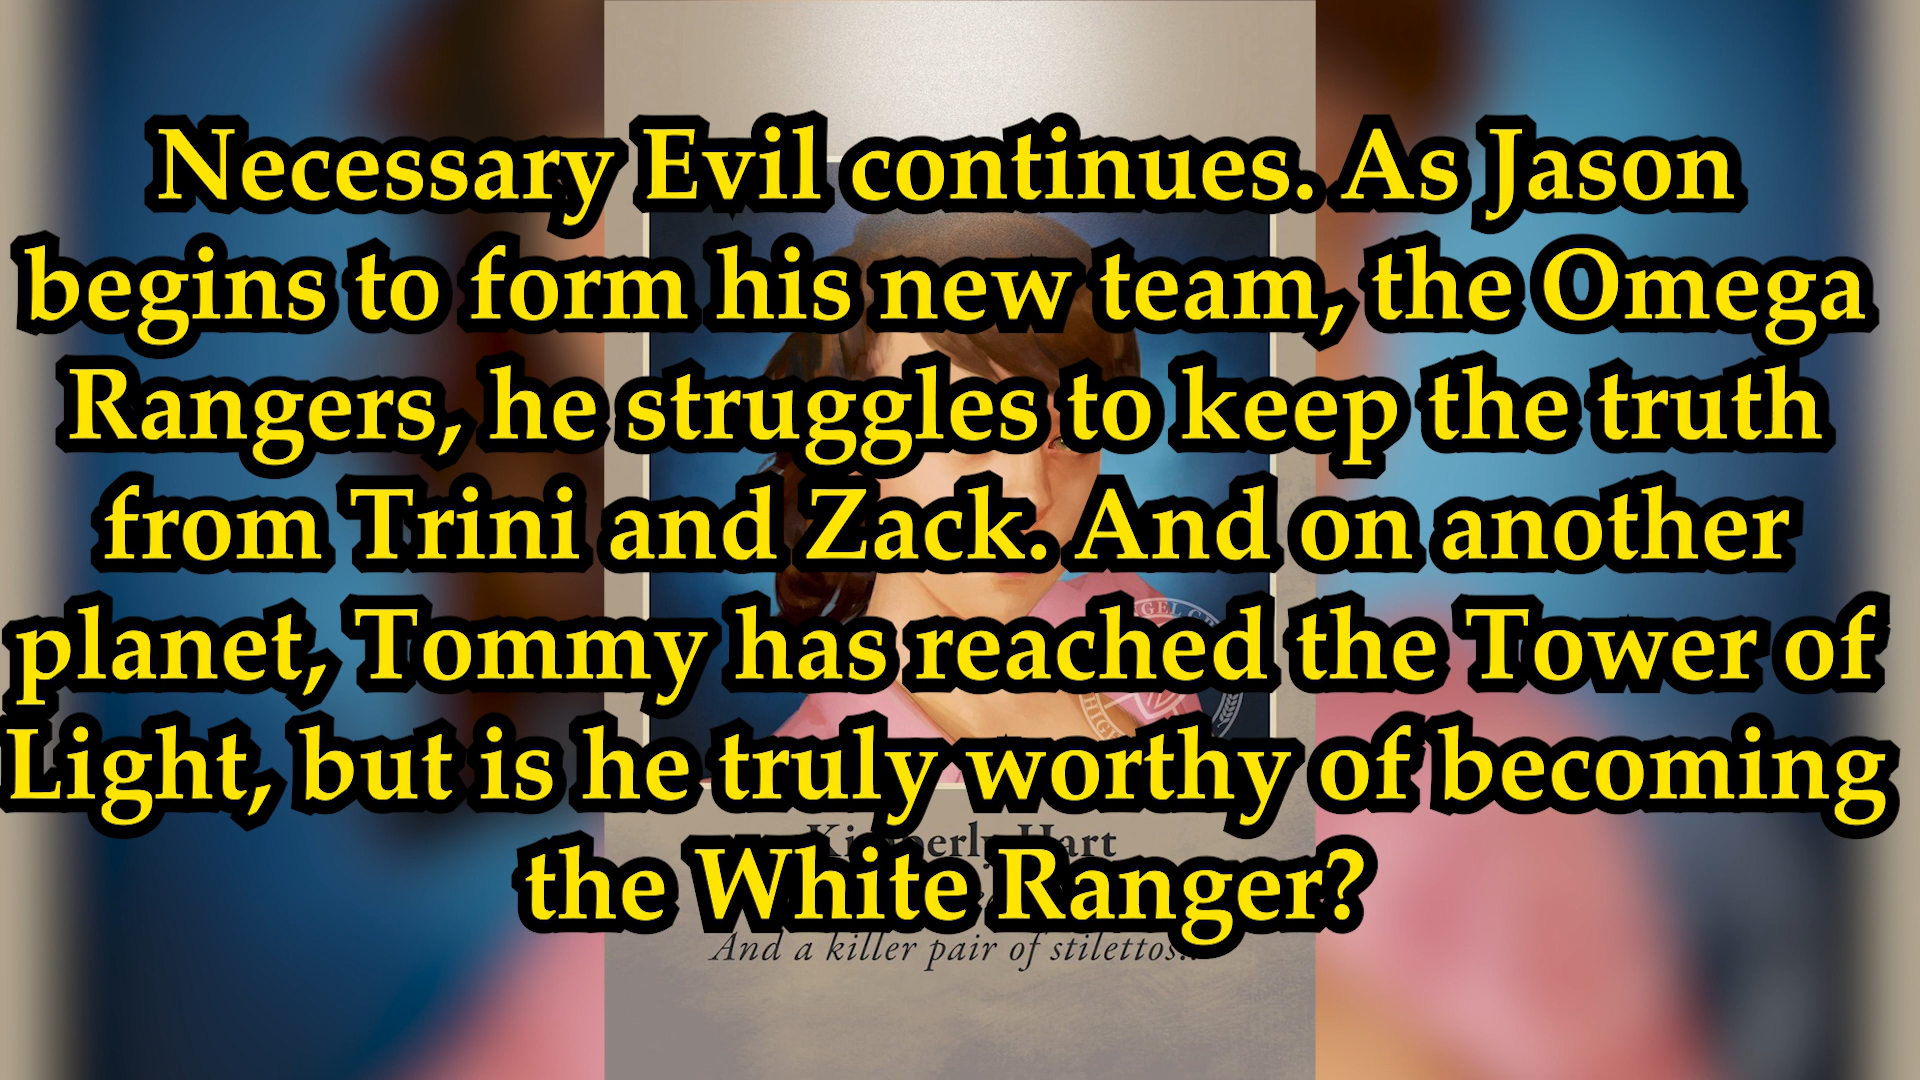 Necessary Evil continues. As Jason
begins to form his new team, the Omega
Rangers, he struggles to keep the truth
from Trini and Zack. And on another
planet, Tommy has reached the Tower of
Light, but is he truly worthy of becoming
the White Ranger?
And a killer pair of stilettos..